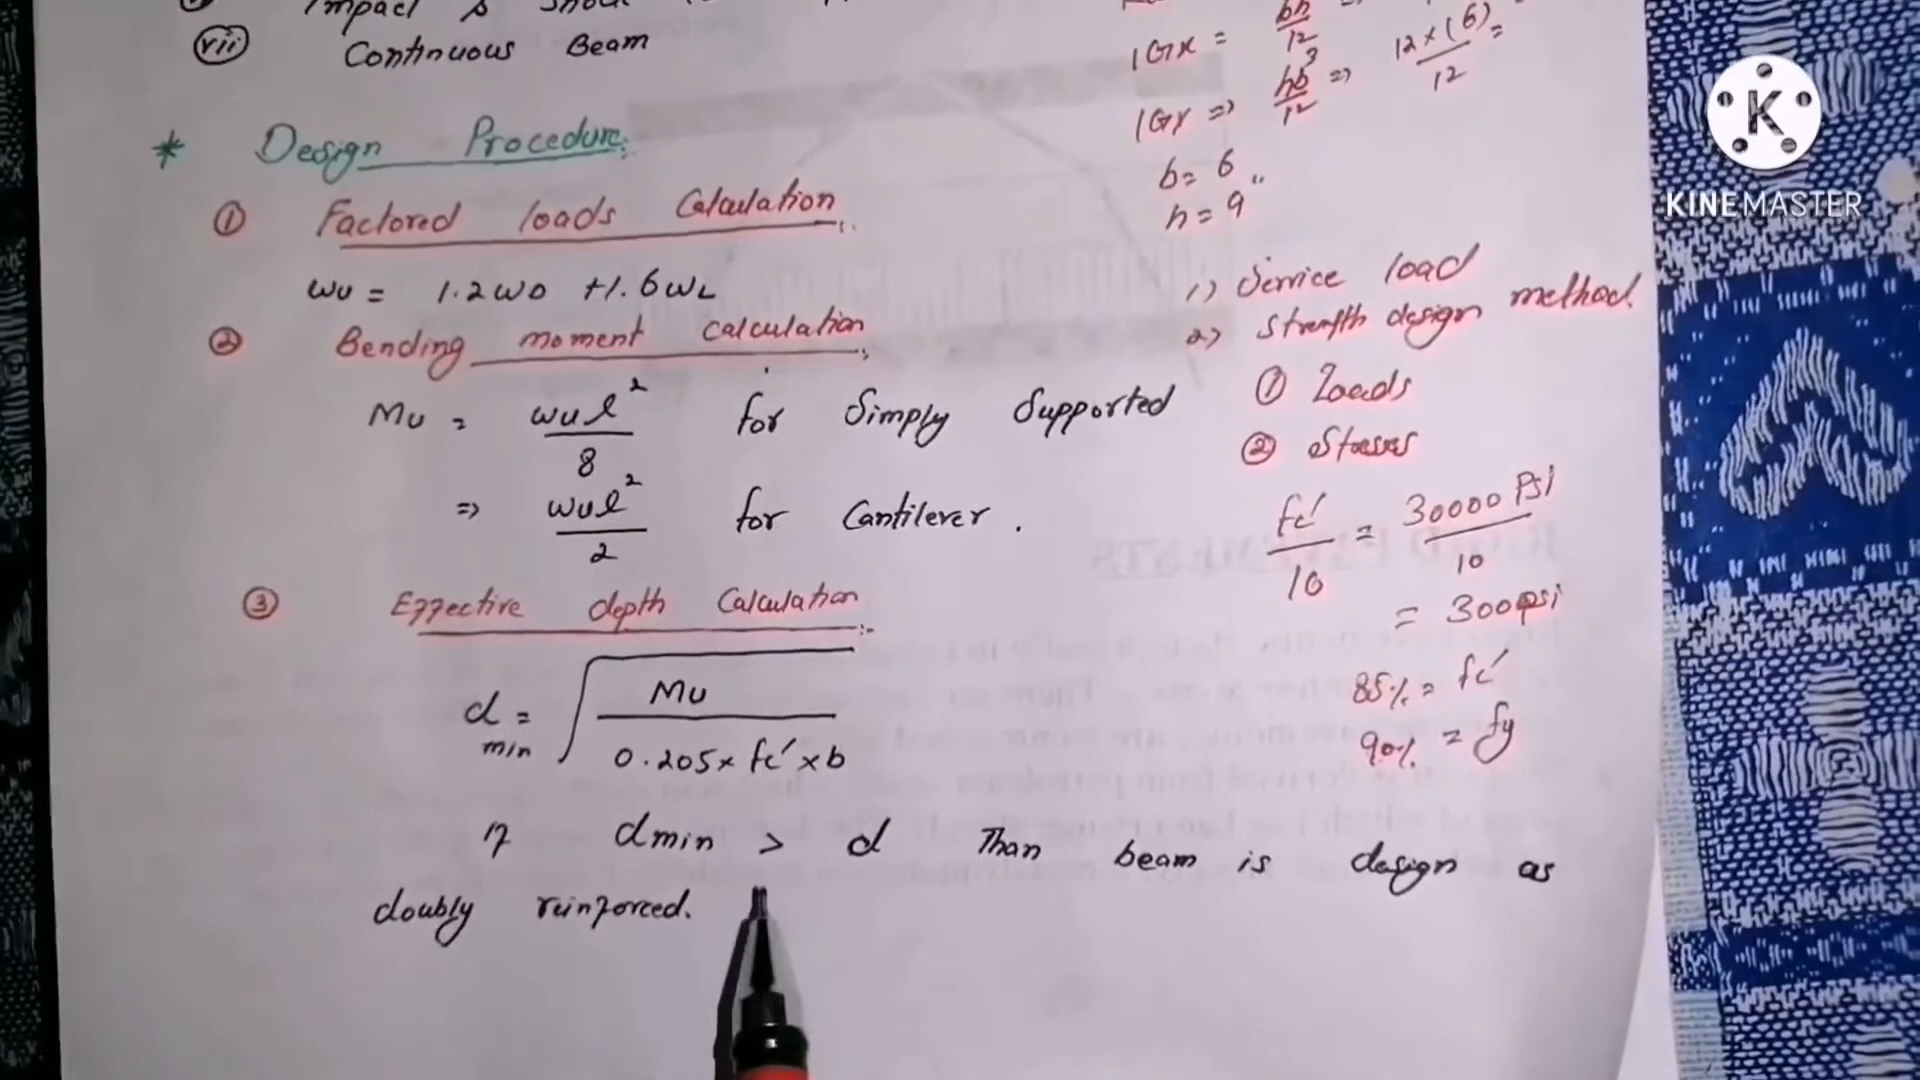 Impact &
vii Continuous Beam
* Design Procedure:
① Factored loads Calculation:
wu = 1.2wD +1.6wL
② Bending moment calculation:
Mu = wul²/8 for Simply Supported
=> wul²/2 for Cantilever.
③ Effective depth Calculation:
dmin = √Mu/0.205×fc'×b
if dmin > d Than beam is design as
doubly reinforced.
IGx = bh/12
12×(6)/12 =
IGy => hb³/12 =>
b= 6"
h= 9
1) Service load
2) Strength design method.
① Loads
② Stresses
fc'/10 = 30000 Psi/10
= 300psi
85% = fc'
90% = fy
K
KINEMASTER